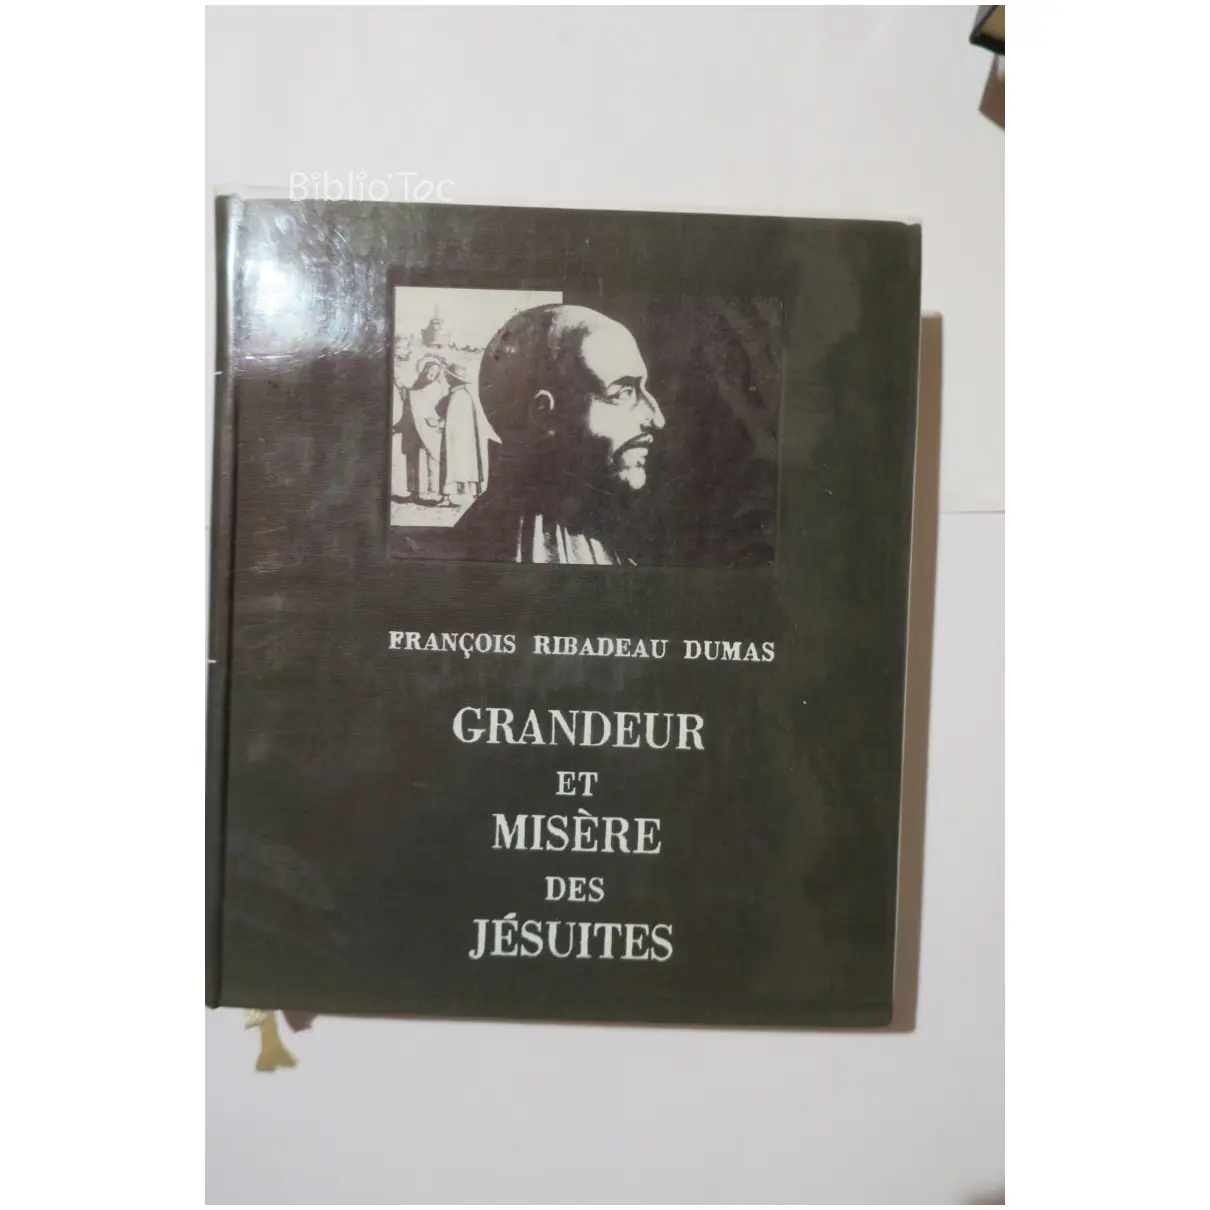 Biblio'Toc
FRANÇOIS RIBADEAU DUMAS
GRANDEUR
ET
MISÈRE
DES
JÉSUITES